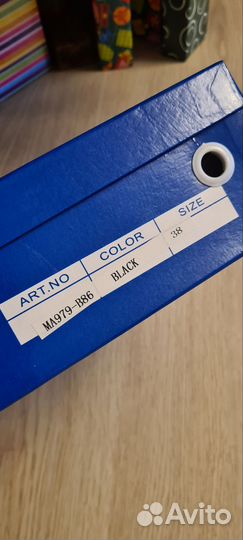 ART.NO COLOR SIZE
MA979-B86 BLACK 38
Avito